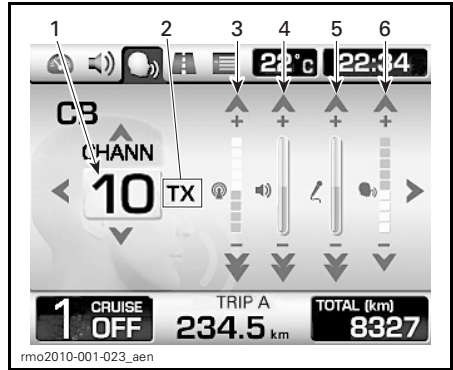 1 2 3 4 5 6
22°c 22:34
CB
+ + + +
CHANN
10 TX
- - - -
1 CRUISE OFF
TRIP A
234.5 km
TOTAL (km)
8327
rmo2010-001-023_aen